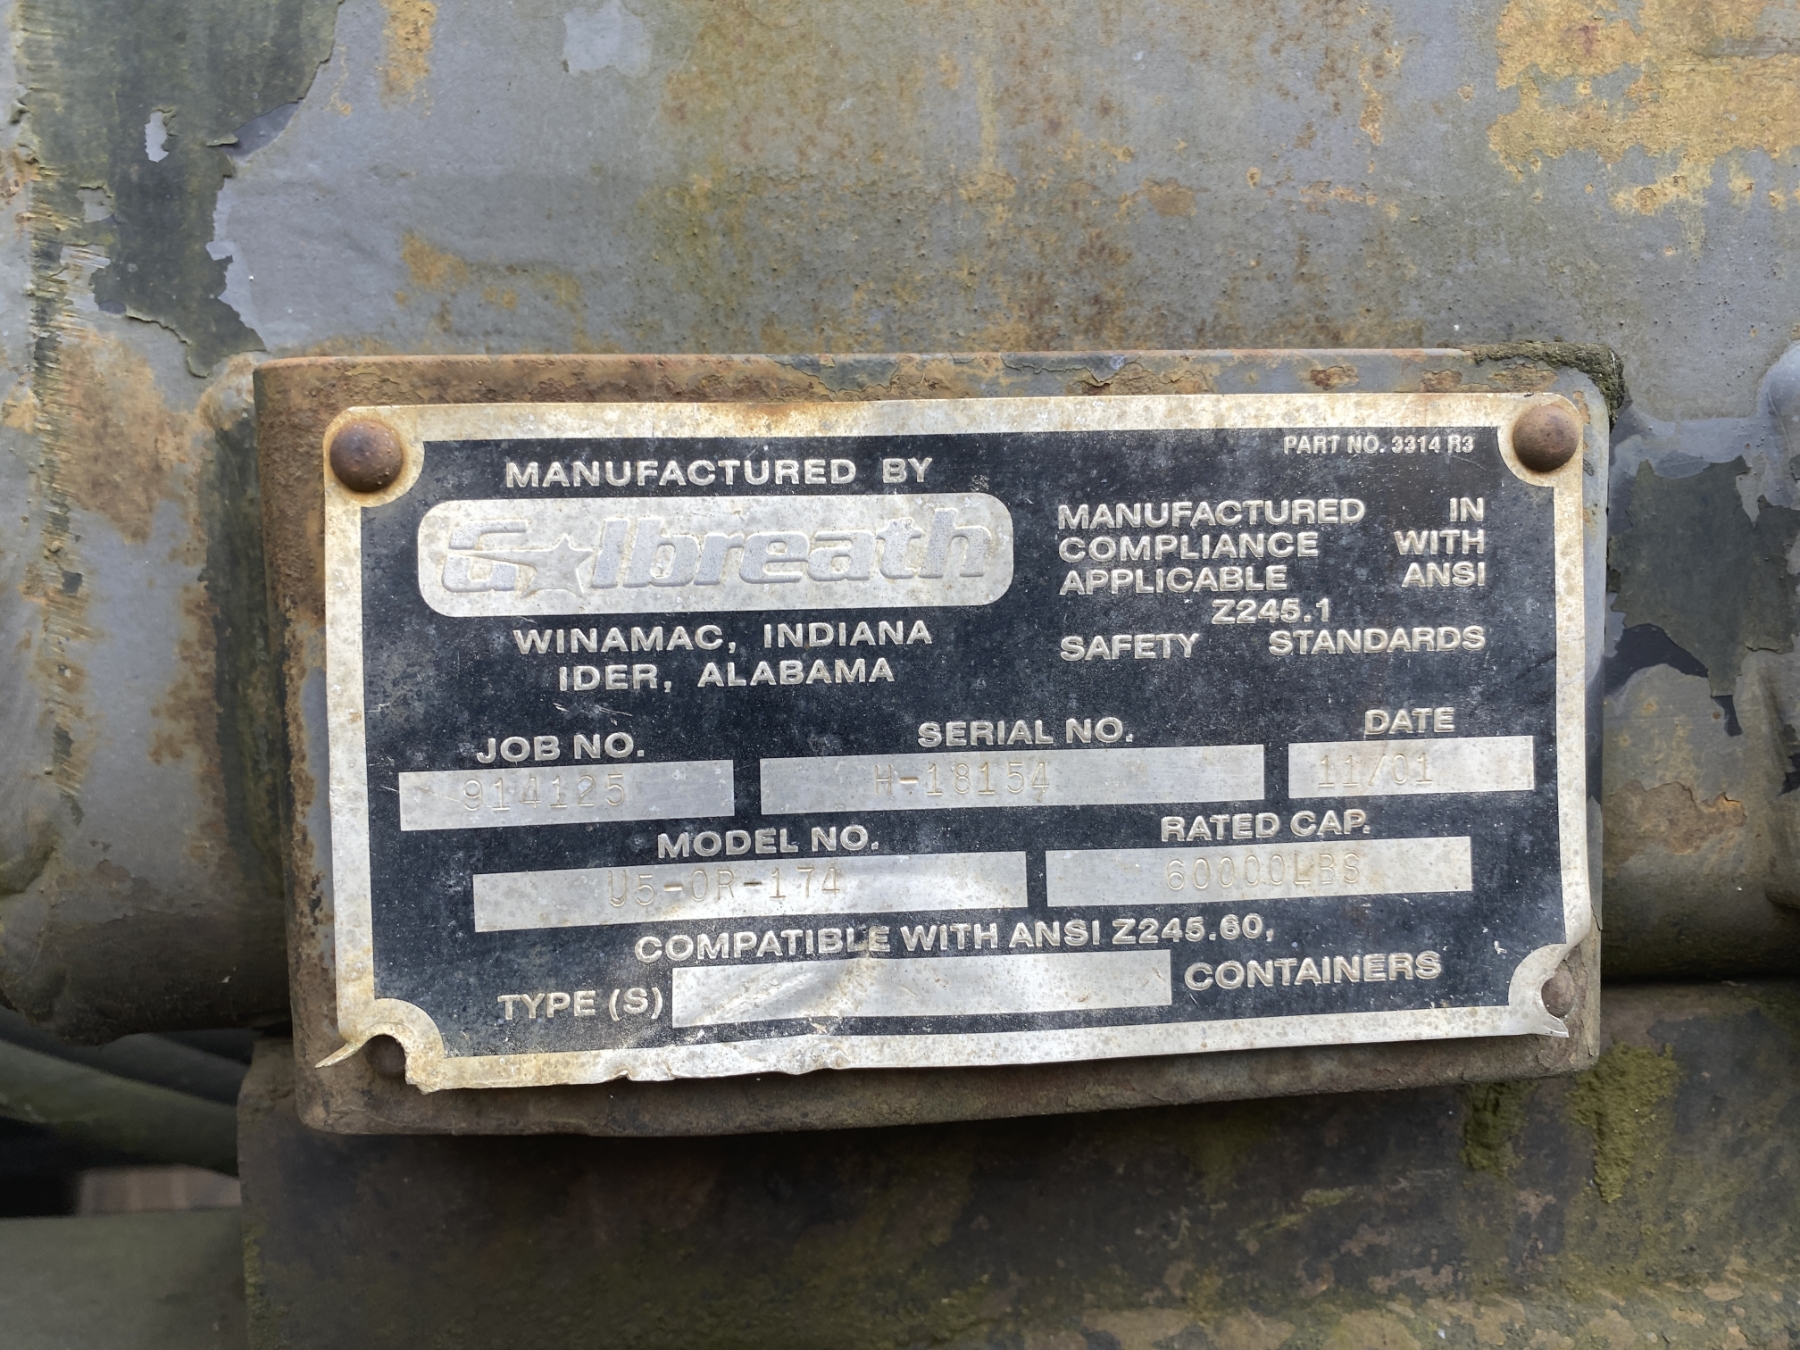 PART NO. 3314 R3
MANUFACTURED BY
Galbreath
WINAMAC, INDIANA
IDER, ALABAMA
MANUFACTURED IN
COMPLIANCE WITH
APPLICABLE ANSI
Z245.1
SAFETY STANDARDS
JOB NO.
914125
SERIAL NO.
H-18154
DATE
11/01
MODEL NO.
U5-OR-174
RATED CAP.
60000LBS
COMPATIBLE WITH ANSI Z245.60,
TYPE (S) CONTAINERS